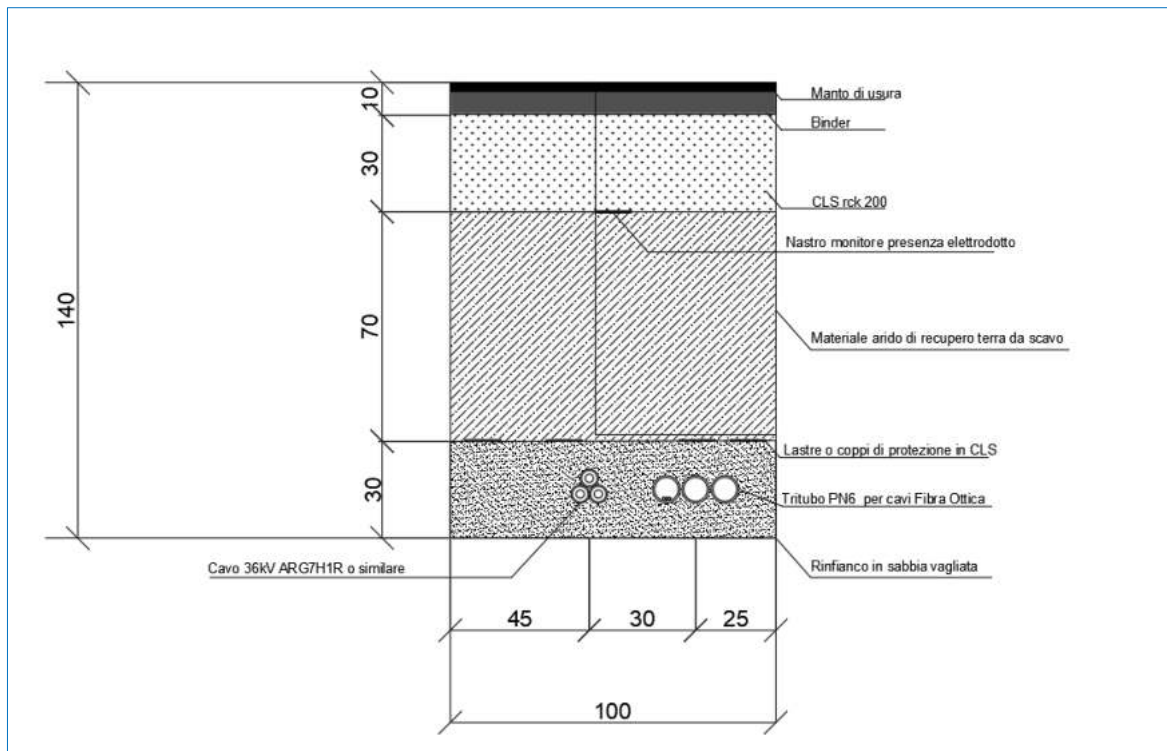 10
Manto di usura
Binder
30
CLS rck 200
Nastro monitore presenza elettrodotto
140
70
Materiale arido di recupero terra da scavo
Lastre o coppi di protezione in CLS
30
Tritubo PN6 per cavi Fibra Ottica
Cavo 36kV ARG7H1R o similare
Rinfianco in sabbia vagliata
45
30
25
100